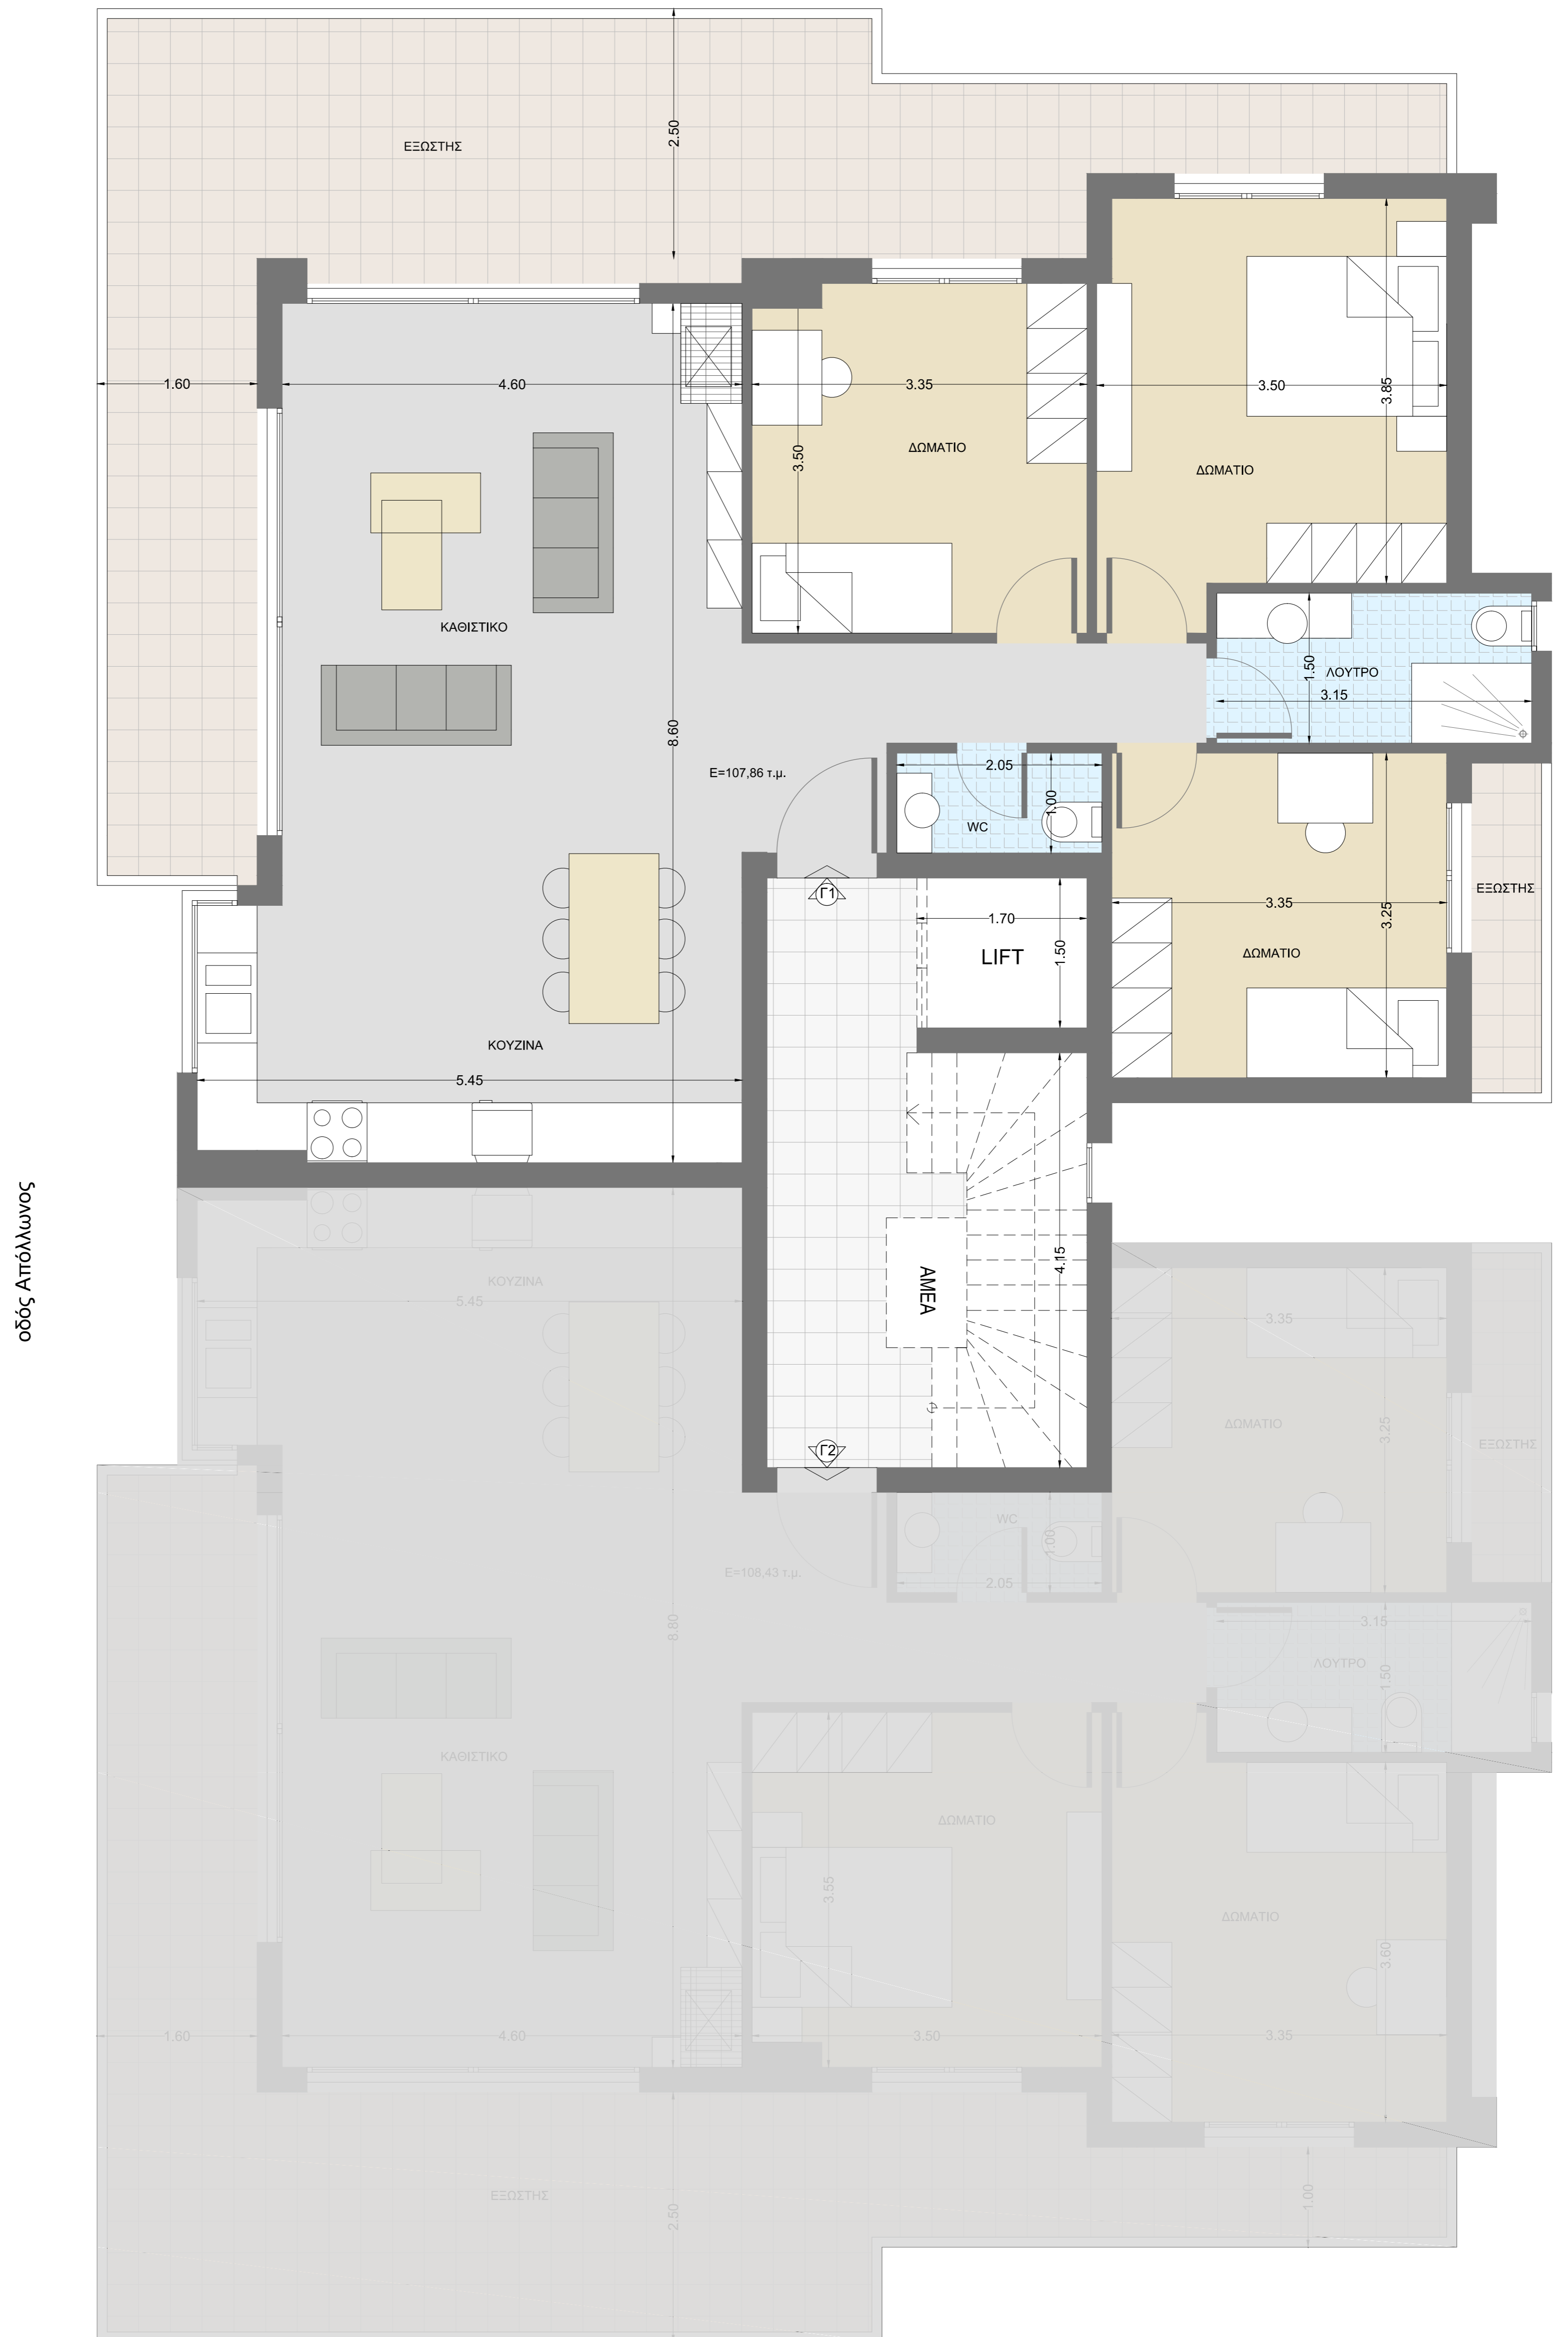 ΕΞΩΣΤΗΣ
2.50
1.60
4.60
3.35
3.50
3.85
3.50
ΔΩΜΑΤΙΟ
ΔΩΜΑΤΙΟ
ΚΑΘΙΣΤΙΚΟ
1.50
ΛΟΥΤΡΟ
3.15
8.60
E=107,86 τ.μ.
2.05
1.00
WC
Γ1
1.70
1.50
LIFT
3.35
3.25
ΕΞΩΣΤΗΣ
ΔΩΜΑΤΙΟ
ΚΟΥΖΙΝΑ
5.45
οδός Απόλλωνος
4.15
ΑΜΕΑ
Γ2
ΚΟΥΖΙΝΑ
5.45
3.35
ΔΩΜΑΤΙΟ
3.25
ΕΞΩΣΤΗΣ
WC
1.00
2.05
E=108,43 τ.μ.
8.80
3.15
ΛΟΥΤΡΟ
1.50
ΚΑΘΙΣΤΙΚΟ
ΔΩΜΑΤΙΟ
3.55
ΔΩΜΑΤΙΟ
3.60
1.60
4.60
3.50
3.35
ΕΞΩΣΤΗΣ
2.50
1.00